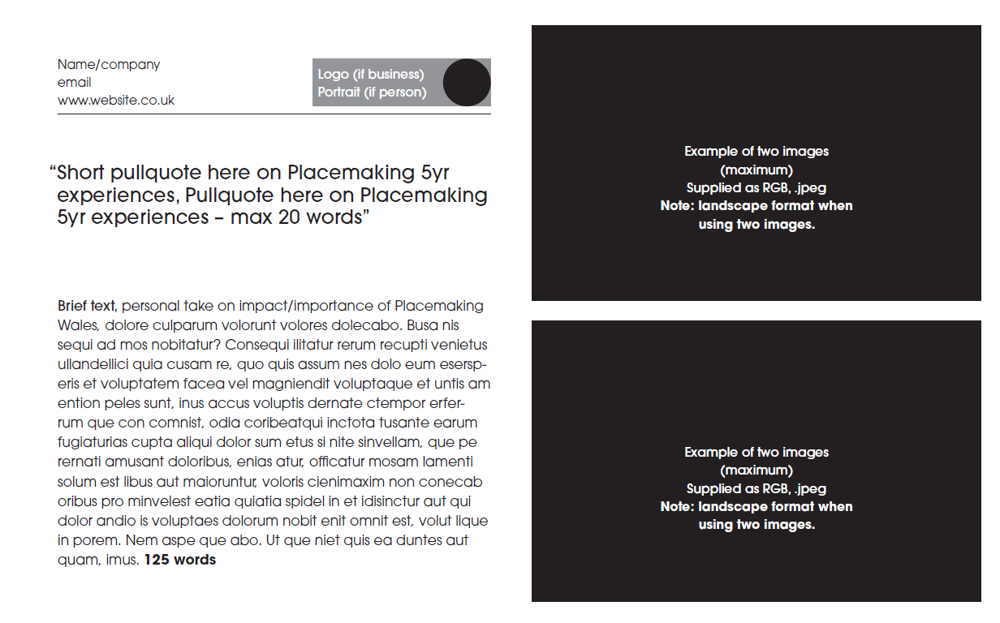 Name/company
email
www.website.co.uk
Logo (if business)
Portrait (if person)
“Short pullquote here on Placemaking 5yr
experiences, Pullquote here on Placemaking
5yr experiences – max 20 words”
Brief text, personal take on impact/importance of Placemaking
Wales, dolore culparum volorunt volores dolecabo. Busa nis
sequi ad mos nobitatur? Consequi ilitatur rerum recupti venietus
ullandellici quia cusam re, quo quis assum nes dolo eum esersp-
eris et voluptatem facea vel magniendit voluptaque et untis am
ention peles sunt, inus accus voluptis dernate ctempor erfer-
rum que con comnist, odia coribeatqui inctota tusante earum
fugiaturias cupta aliqui dolor sum etus si nite sinvellam, que pe
rernati amusant doloribus, enias atur, officatur mosam lamenti
solum est libus aut maioruntur, voloris cienimaxim non conecab
oribus pro minvelest eatia quiatia spidel in et idisinctur aut qui
dolor andio is voluptaes dolorum nobit enit omnit est, volut lique
in porem. Nem aspe que abo. Ut que niet quis ea duntes aut
quam, imus. 125 words
Example of two images
(maximum)
Supplied as RGB, .jpeg
Note: landscape format when
using two images.
Example of two images
(maximum)
Supplied as RGB, .jpeg
Note: landscape format when
using two images.